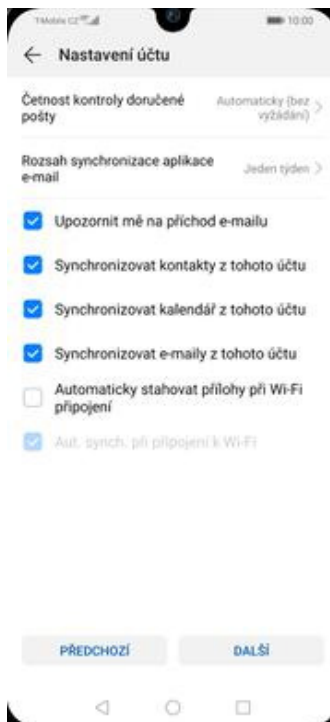 TMobile CZ
10:00
Nastavení účtu
Četnost kontroly doručené
pošty
Automaticky (bez
vyžádání)
Rozsah synchronizace aplikace
e-mail
Jeden týden
Upozornit mě na příchod e-mailu
Synchronizovat kontakty z tohoto účtu
Synchronizovat kalendář z tohoto účtu
Synchronizovat e-maily z tohoto účtu
Automaticky stahovat přílohy při Wi-Fi
připojení
Aut. synch. při připojení k Wi-Fi
PŘEDCHOZÍ
DALŠÍ